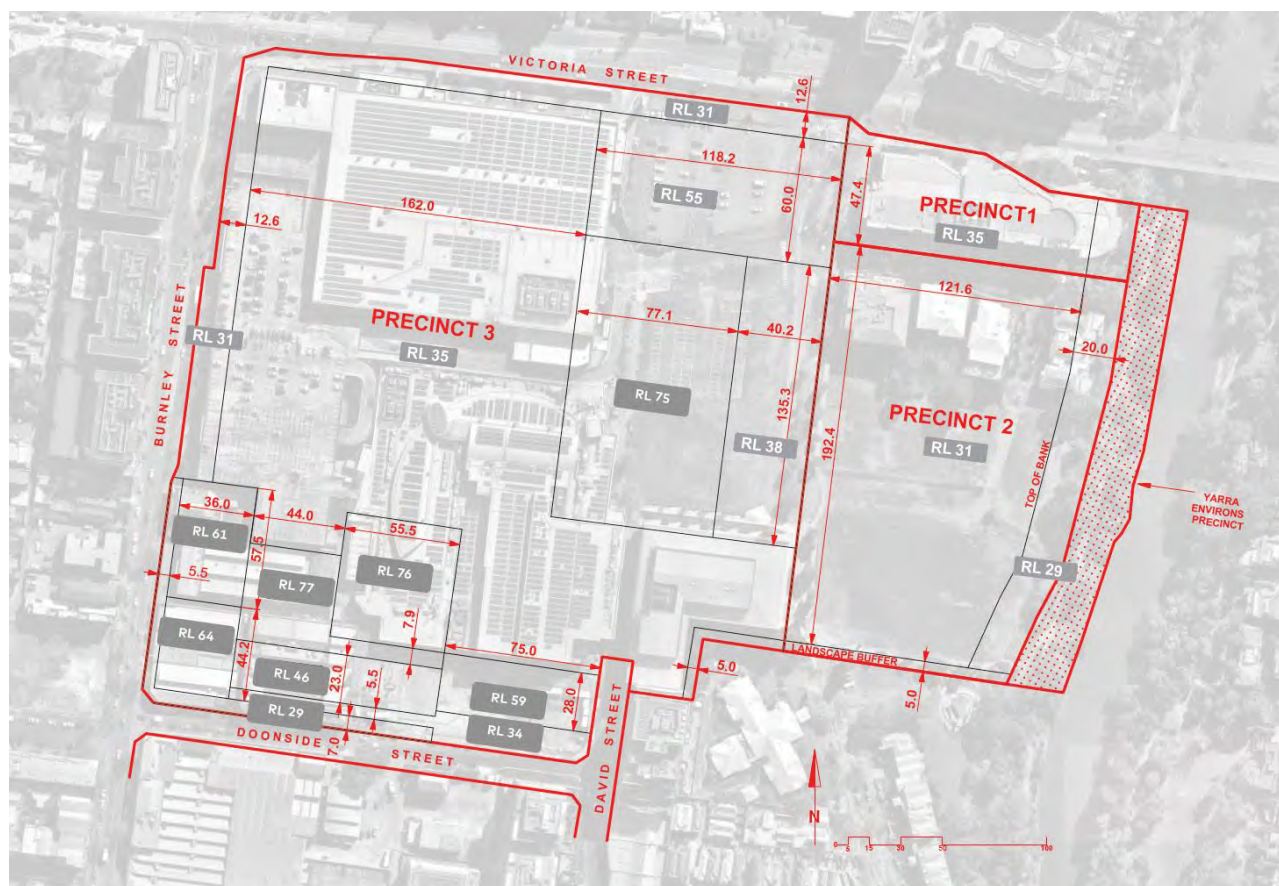 VICTORIA STREET
12.6
RL 31
118.2
RL 55
60.0
47.4
PRECINCT1
RL 35
162.0
12.6
121.6
PRECINCT 3
RL 35
77.1
40.2
20.0
BURNLEY STREET
RL 31
RL 75
135.3
192.4
PRECINCT 2
RL 31
RL 38
TOP OF BANK
YARRA
ENVIRONS
PRECINCT
RL 29
36.0
44.0
55.5
RL 61
57.5
5.5
RL 77
RL 76
7.9
RL 64
44.2
75.0
LANDSCAPE BUFFER
5.0
5.0
RL 46
23.0
5.5
RL 59
28.0
RL 29
7.0
RL 34
DOONSIDE STREET
DAVID STREET
N
0 5 15 30 50 100